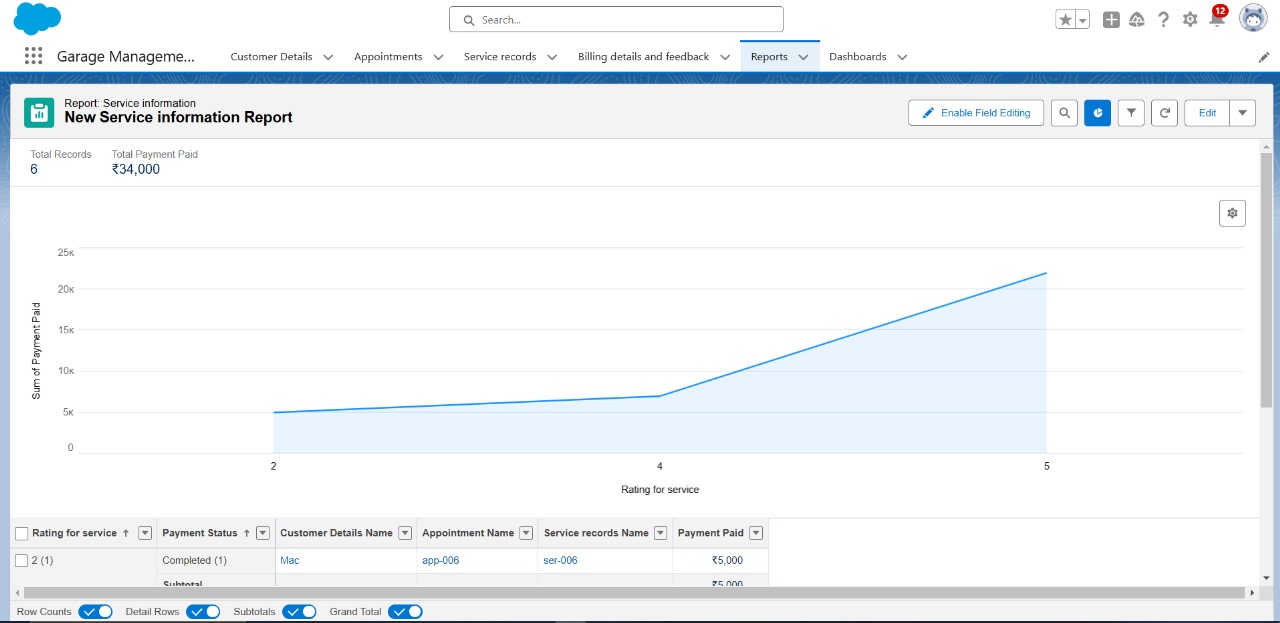 Search...
12
Garage Manageme...
Customer Details
Appointments
Service records
Billing details and feedback
Reports
Dashboards
Report: Service information
New Service information Report
Enable Field Editing
Edit
Total Records
Total Payment Paid
6
₹34,000
25K
20K
15K
10K
5K
0
Sum of Payment Paid
2
4
5
Rating for service
Rating for service ↑
Payment Status ↑
Customer Details Name
Appointment Name
Service records Name
Payment Paid
2 (1)
Completed (1)
Mac
app-006
ser-006
₹5,000
Subtotal
₹5,000
Row Counts
Detail Rows
Subtotals
Grand Total